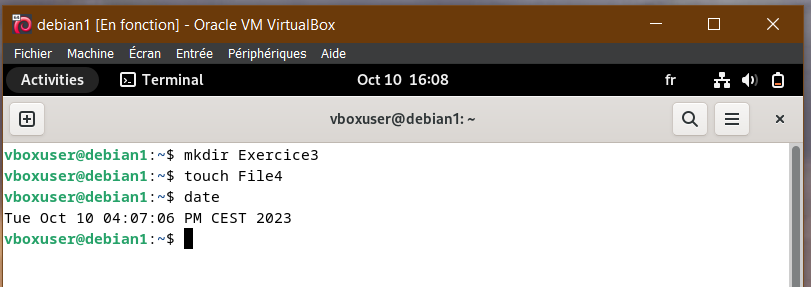 debian1 [En fonction] - Oracle VM VirtualBox
Fichier Machine Écran Entrée Périphériques Aide
Activities Terminal Oct 10 16:08 fr
vboxuser@debian1: ~
vboxuser@debian1:~$ mkdir Exercice3
vboxuser@debian1:~$ touch File4
vboxuser@debian1:~$ date
Tue Oct 10 04:07:06 PM CEST 2023
vboxuser@debian1:~$